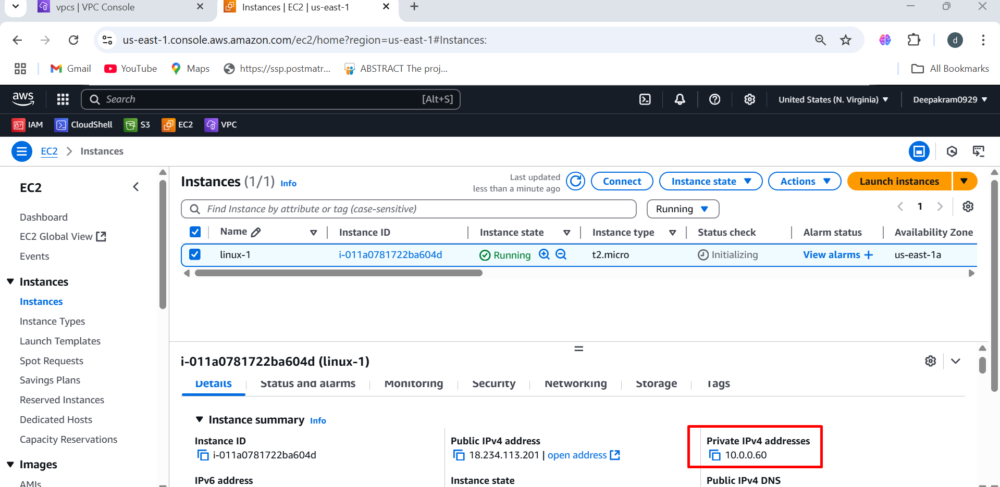 vpcs | VPC Console
Instances | EC2 | us-east-1
us-east-1.console.aws.amazon.com/ec2/home?region=us-east-1#Instances:
d
Gmail
YouTube
Maps
https://ssp.postmatr...
ABSTRACT The proj...
All Bookmarks
aws
Search
[Alt+S]
United States (N. Virginia)
Deepakram0929
IAM
CloudShell
S3
EC2
VPC
EC2
Instances
EC2
Dashboard
EC2 Global View
Events
Instances
Instances
Instance Types
Launch Templates
Spot Requests
Savings Plans
Reserved Instances
Dedicated Hosts
Capacity Reservations
Images
AMIs
Instances (1/1) Info
Last updated
less than a minute ago
Connect
Instance state
Actions
Launch instances
Find Instance by attribute or tag (case-sensitive)
Running
1
Name
Instance ID
Instance state
Instance type
Status check
Alarm status
Availability Zone
linux-1
i-011a0781722ba604d
Running
t2.micro
Initializing
View alarms +
us-east-1a
i-011a0781722ba604d (linux-1)
Details
Status and alarms
Monitoring
Security
Networking
Storage
Tags
Instance summary Info
Instance ID
i-011a0781722ba604d
Public IPv4 address
18.234.113.201 | open address
Private IPv4 addresses
10.0.0.60
IPv6 address
Instance state
Public IPv4 DNS